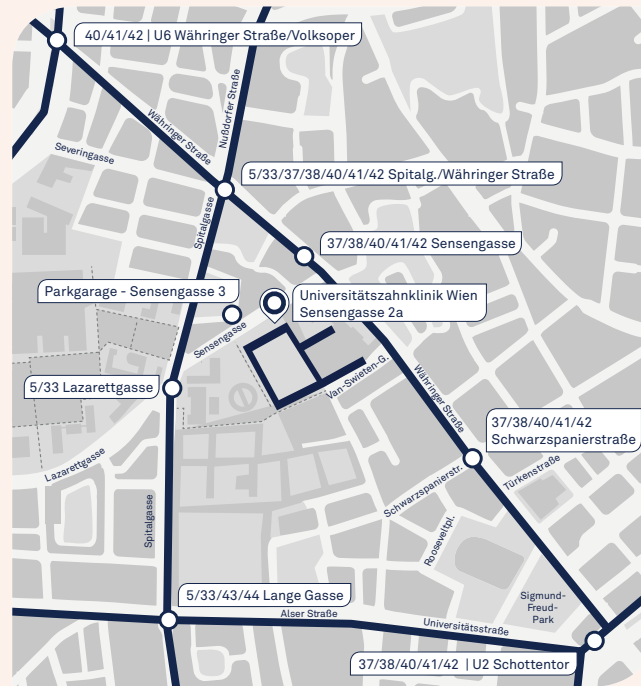 40/41/42 | U6 Währinger Straße/Volksoper
Nußdorfer Straße
Währinger Straße
Severingasse
5/33/37/38/40/41/42 Spitalg./Währinger Straße
Spitalgasse
37/38/40/41/42 Sensengasse
Parkgarage - Sensengasse 3
Universitätszahnklinik Wien
Sensengasse 2a
Sensengasse
Van-Swieten-G.
5/33 Lazarettgasse
Währinger Straße
37/38/40/41/42
Schwarzspanierstraße
Lazarettgasse
Schwarzspanierstr.
Türkenstraße
Spitalgasse
Rooseveltpl.
5/33/43/44 Lange Gasse
Alser Straße
Sigmund-
Freud-
Park
Universitätsstraße
37/38/40/41/42 | U2 Schottentor